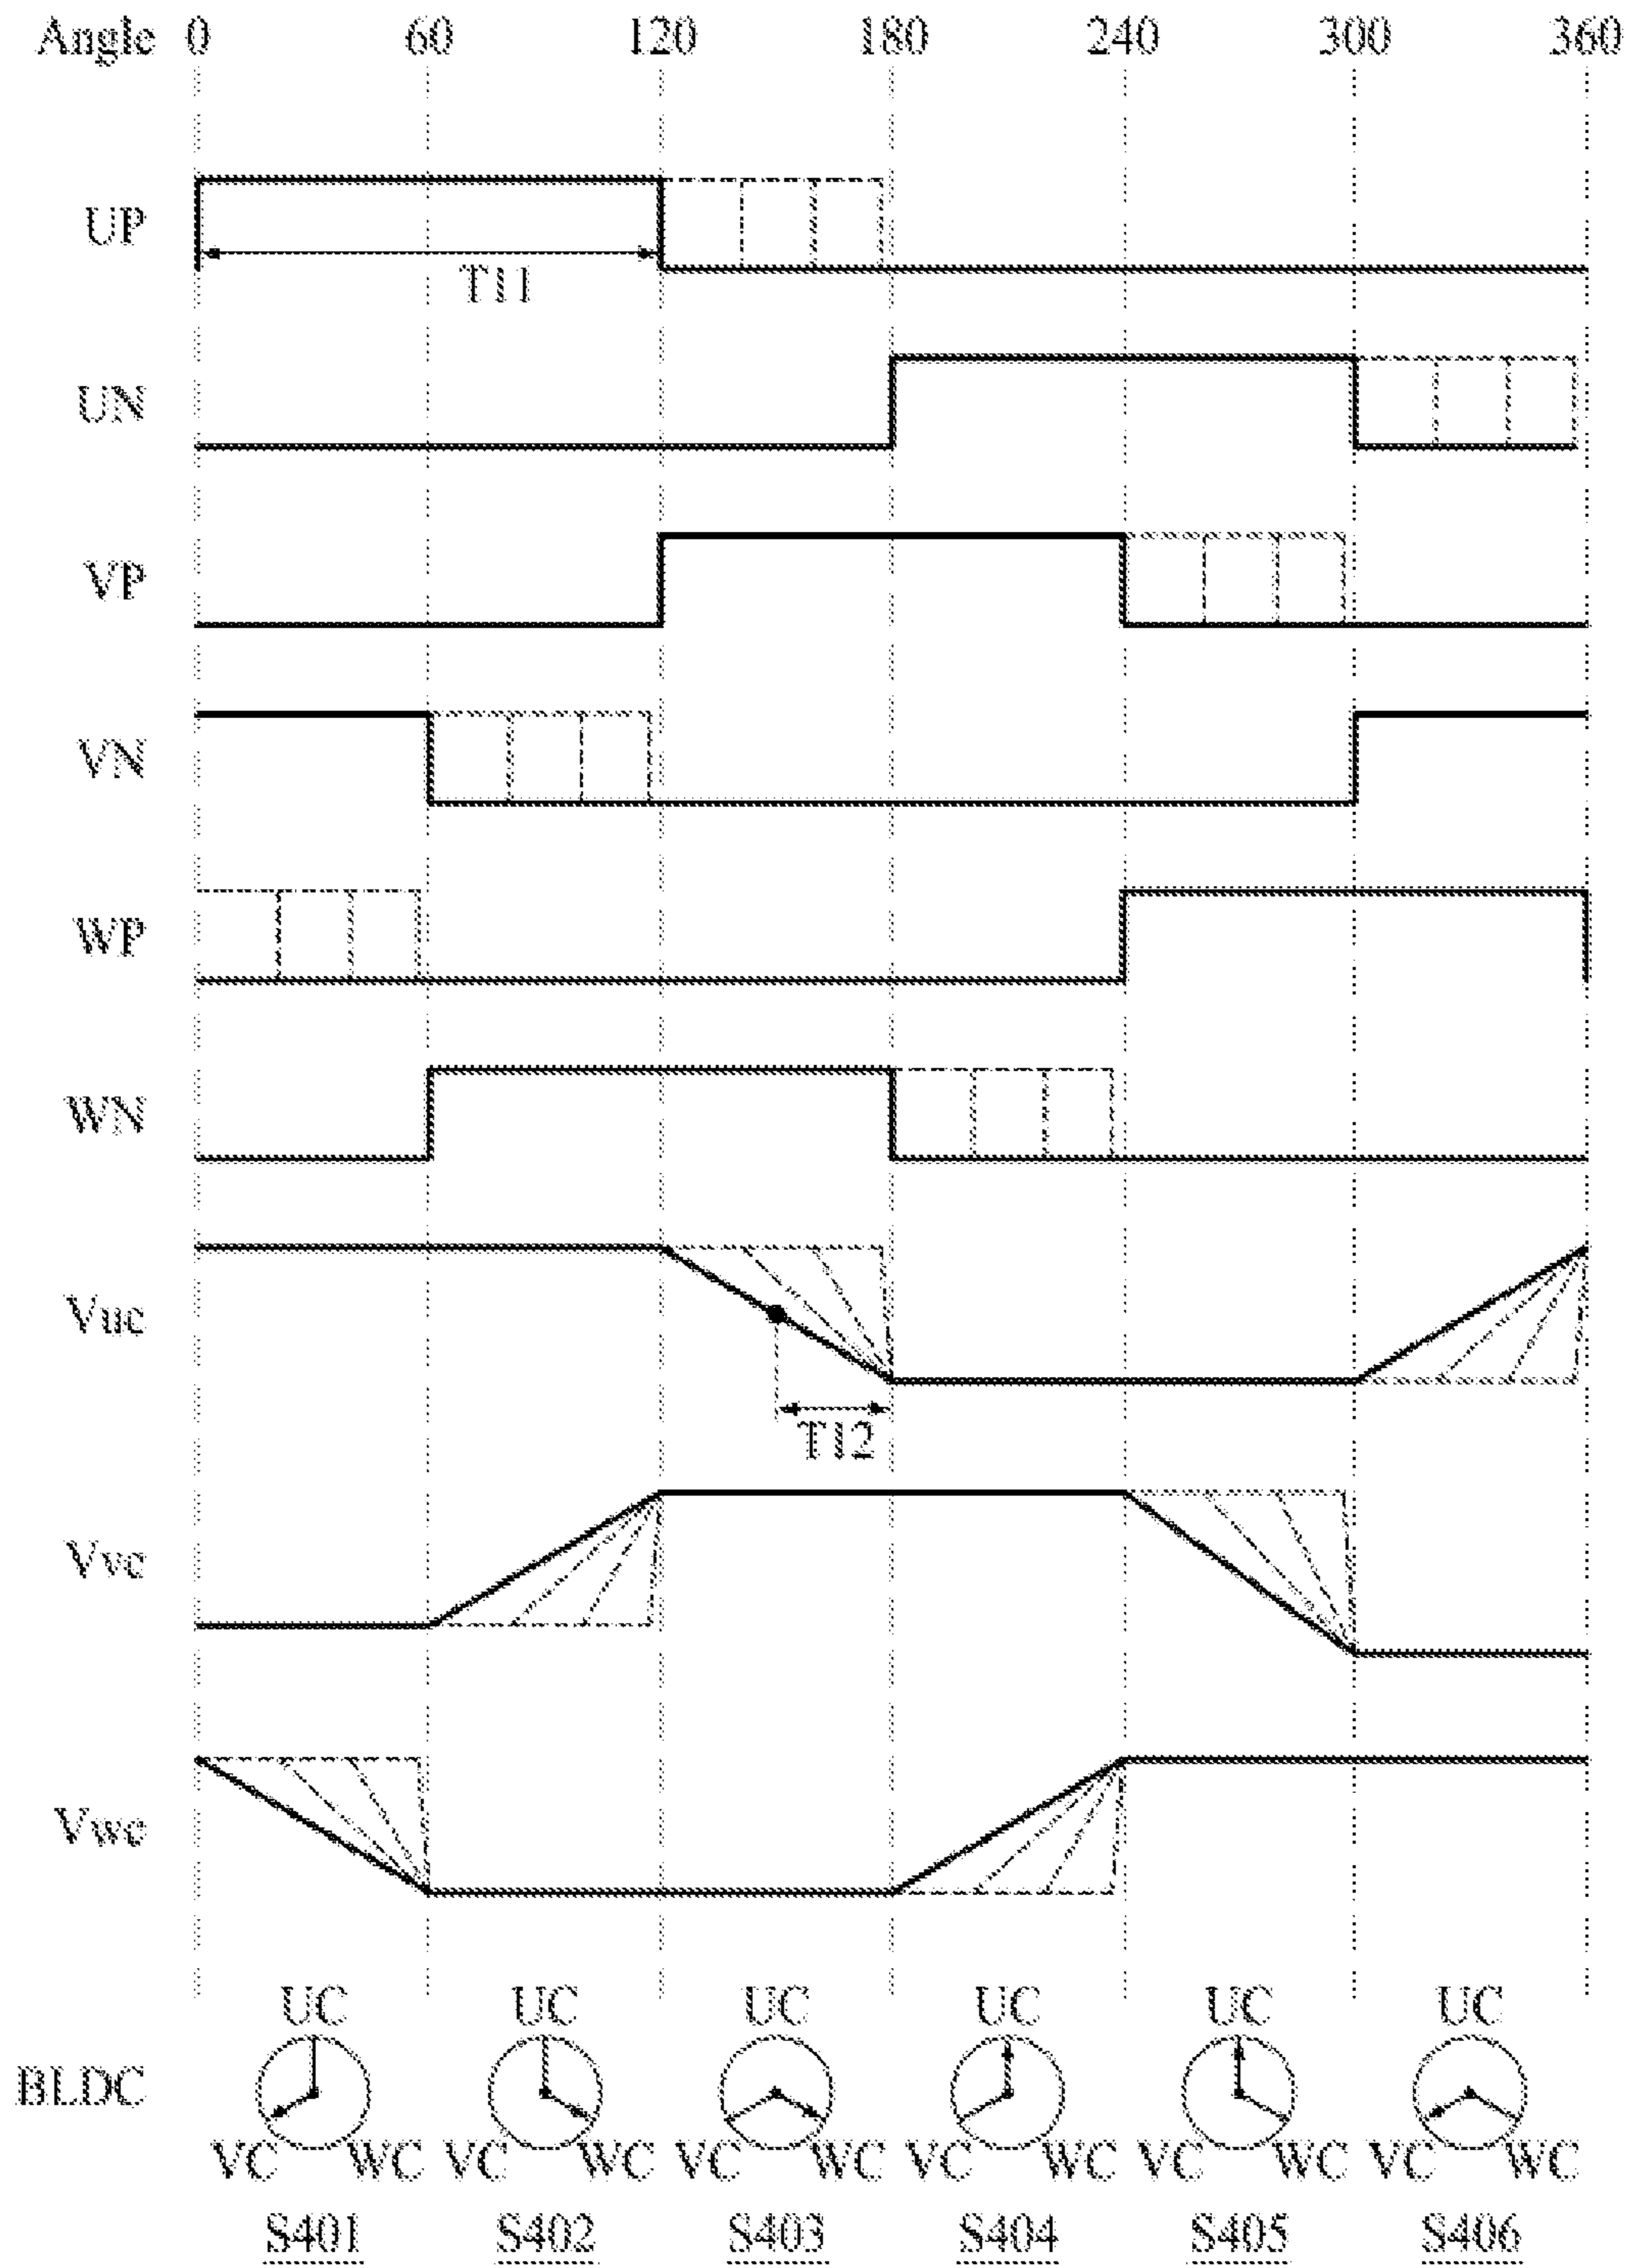 Angle 0 60 120 180 240 300 360
UP
T11
UN
VP
VN
WP
WN
Vuc
T12
Vvc
Vwc
UC UC UC UC UC UC
BLDC
VC WC VC WC VC WC VC WC VC WC VC WC
S401 S402 S403 S404 S405 S406